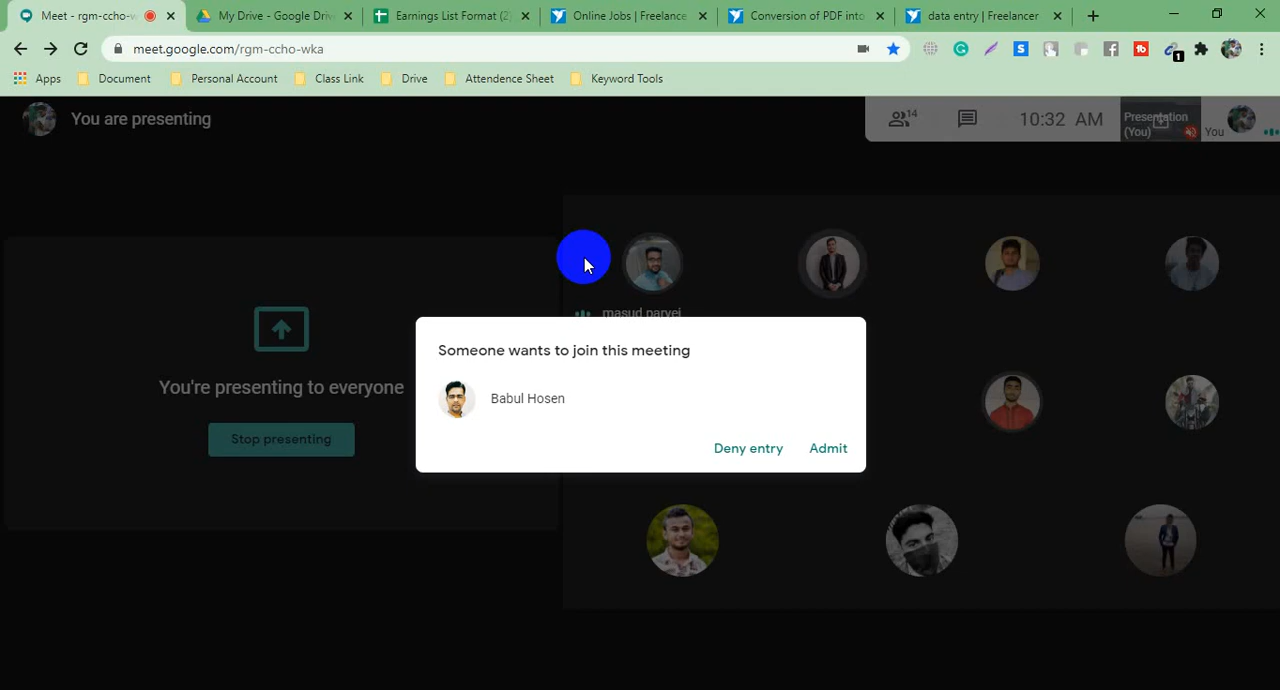 Meet - rgm-ccho-w
My Drive - Google Driv
Earnings List Format (2)
Online Jobs | Freelance
Conversion of PDF into
data entry | Freelancer
meet.google.com/rgm-ccho-wka
1
Apps
Document
Personal Account
Class Link
Drive
Attendence Sheet
Keyword Tools
You are presenting
14
10:32 AM
Presentation
(You)
You
masud parvej
Someone wants to join this meeting
Babul Hosen
You're presenting to everyone
Stop presenting
Deny entry
Admit